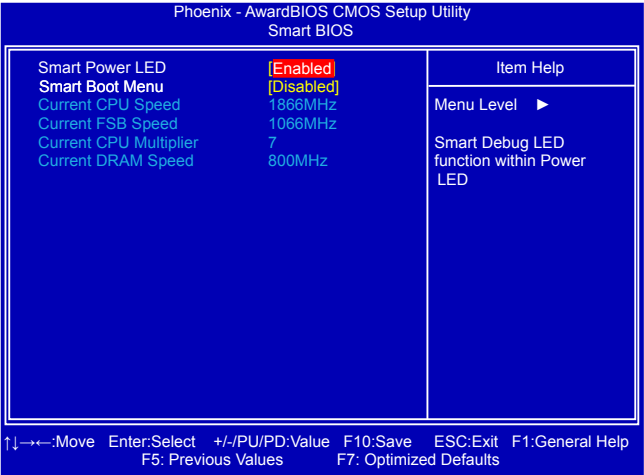 Phoenix - AwardBIOS CMOS Setup Utility
Smart BIOS
Smart Power LED [Enabled]
Smart Boot Menu [Disabled]
Current CPU Speed 1866MHz
Current FSB Speed 1066MHz
Current CPU Multiplier 7
Current DRAM Speed 800MHz
Item Help
Menu Level ►
Smart Debug LED
function within Power
LED
↑↓→←:Move Enter:Select +/-/PU/PD:Value F10:Save ESC:Exit F1:General Help
F5: Previous Values F7: Optimized Defaults